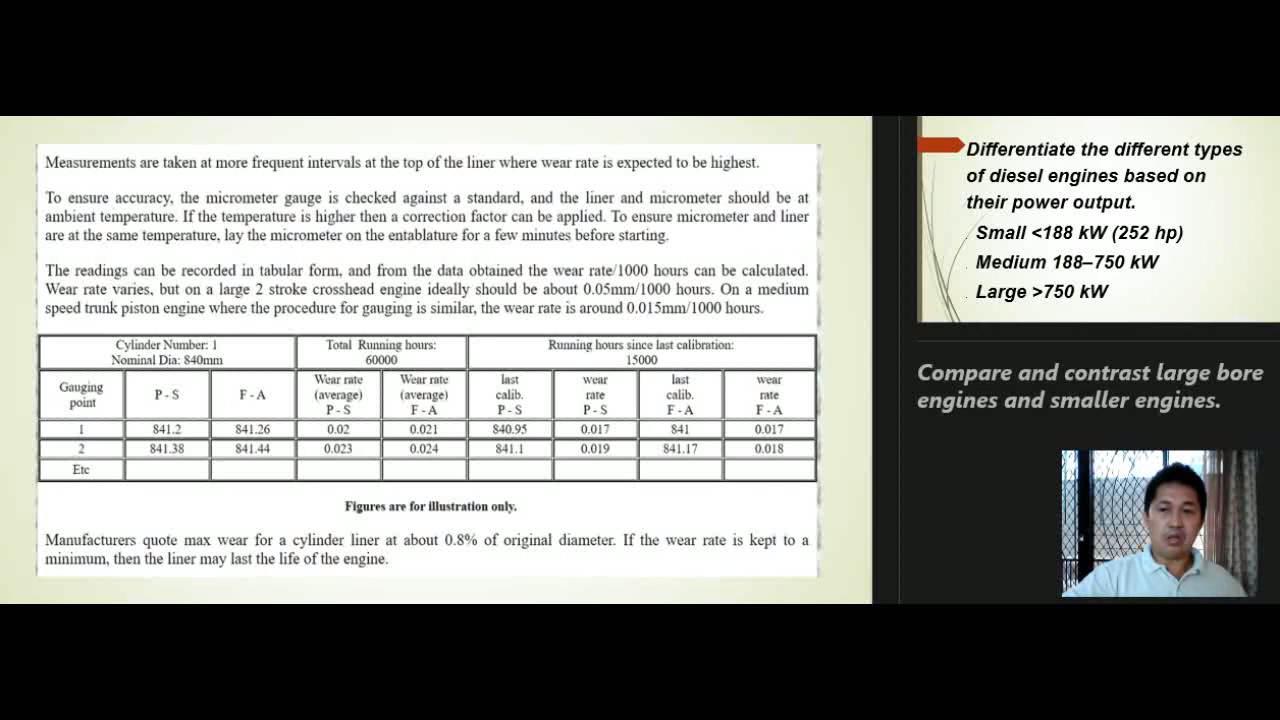 Measurements are taken at more frequent intervals at the top of the liner where wear rate is expected to be highest.
To ensure accuracy, the micrometer gauge is checked against a standard, and the liner and micrometer should be at
ambient temperature. If the temperature is higher then a correction factor can be applied. To ensure micrometer and liner
are at the same temperature, lay the micrometer on the entablature for a few minutes before starting.
The readings can be recorded in tabular form, and from the data obtained the wear rate/1000 hours can be calculated.
Wear rate varies, but on a large 2 stroke crosshead engine ideally should be about 0.05mm/1000 hours. On a medium
speed trunk piston engine where the procedure for gauging is similar, the wear rate is around 0.015mm/1000 hours.
Cylinder Number: 1
Nominal Dia: 840mm
Total Running hours:
60000
Running hours since last calibration:
15000
Gauging
point
P - S
F - A
Wear rate
(average)
P - S
Wear rate
(average)
F - A
last
calib.
P - S
wear
rate
P - S
last
calib.
F - A
wear
rate
F - A
1 841.2 841.26 0.02 0.021 840.95 0.017 841 0.017
2 841.38 841.44 0.023 0.024 841.1 0.019 841.17 0.018
Etc
Figures are for illustration only.
Manufacturers quote max wear for a cylinder liner at about 0.8% of original diameter. If the wear rate is kept to a
minimum, then the liner may last the life of the engine.
Differentiate the different types
of diesel engines based on
their power output.
Small <188 kW (252 hp)
Medium 188–750 kW
Large >750 kW
Compare and contrast large bore
engines and smaller engines.